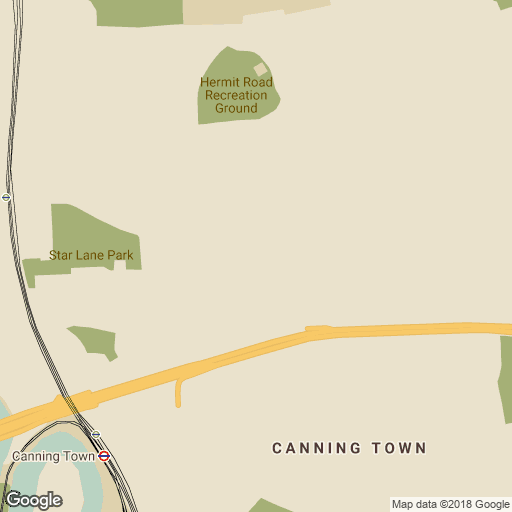 Hermit Road
Recreation
Ground
Star Lane Park
CANNING TOWN
Canning Town
Google
Map data ©2018 Google